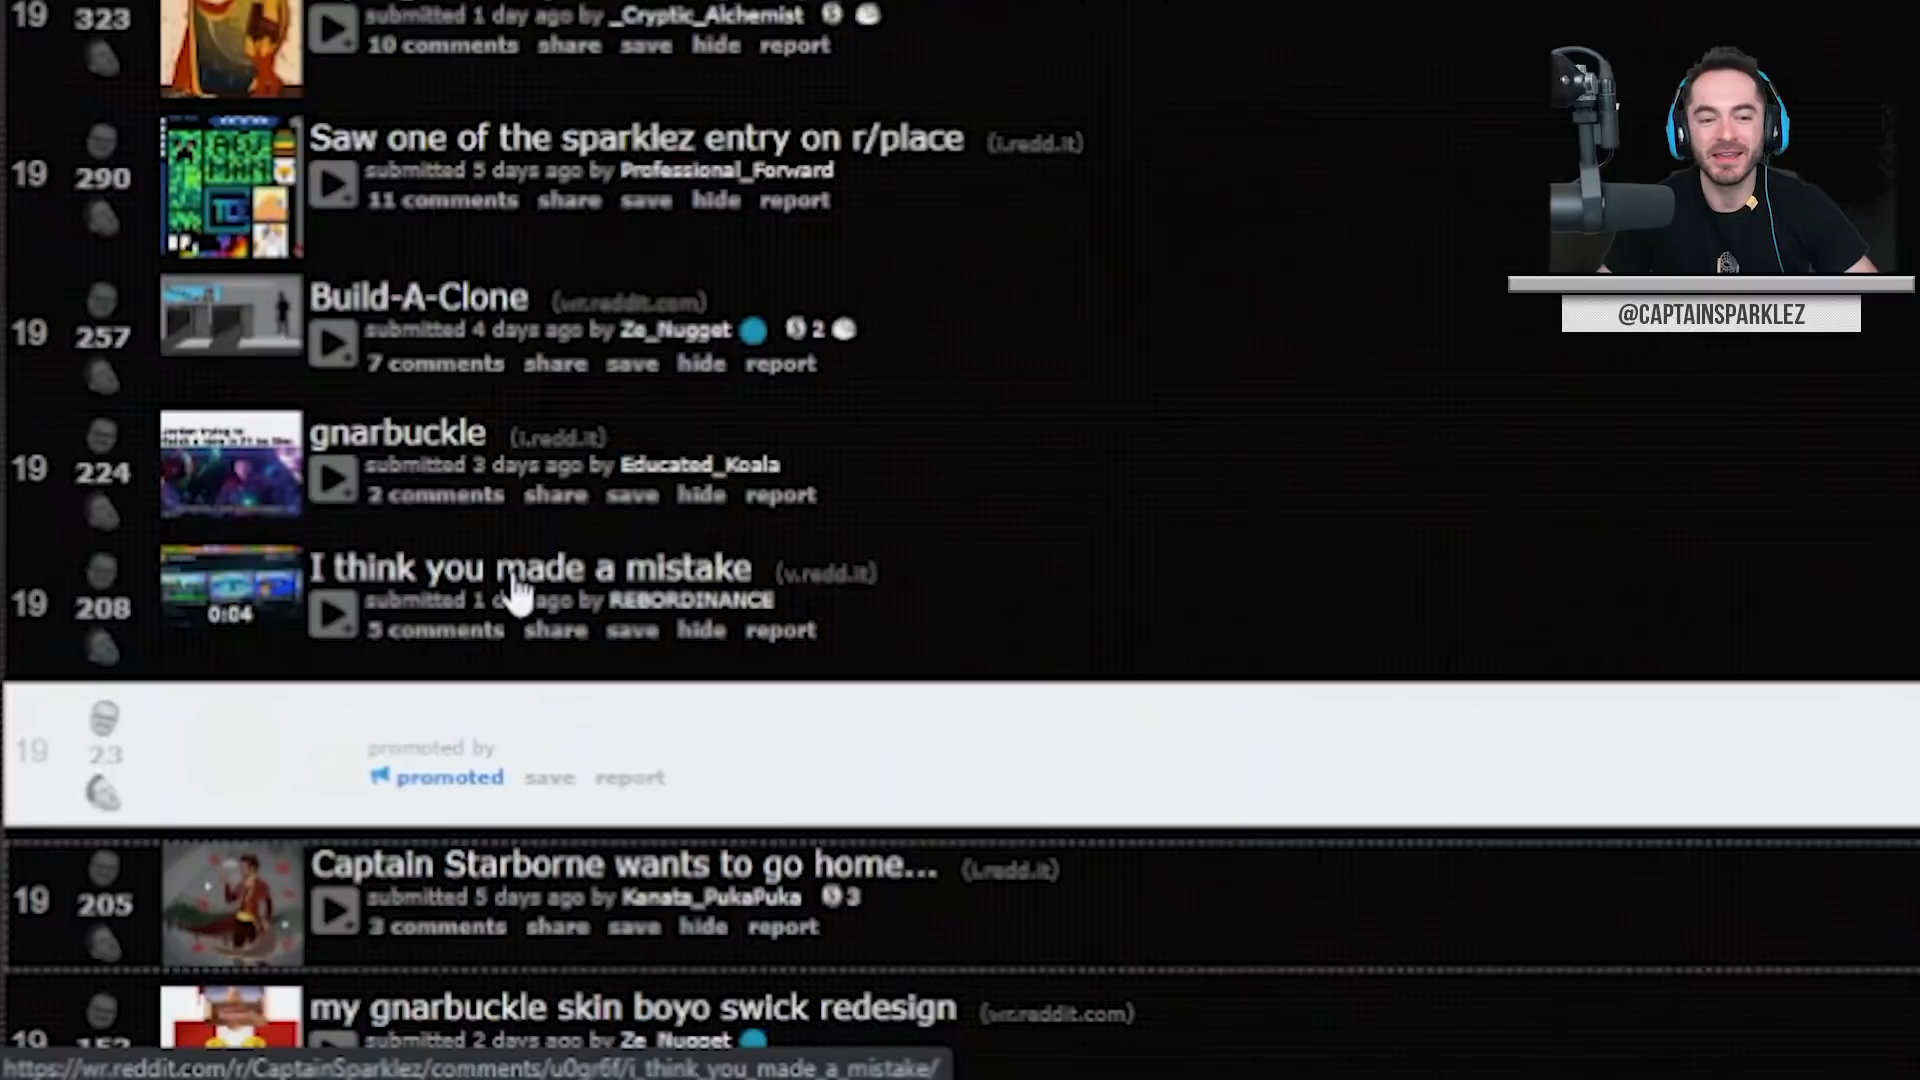 19
323
submitted 1 day ago by _Cryptic_Alchemist
10 comments share save hide report
Saw one of the sparklez entry on r/place (i.redd.it)
19
290
submitted 5 days ago by Professional_Forward
11 comments share save hide report
@CAPTAINSPARKLEZ
Build-A-Clone (wr.reddit.com)
19
257
submitted 4 days ago by Ze_Nugget 2
7 comments share save hide report
gnarbuckle (i.redd.it)
19
224
submitted 3 days ago by Educated_Koala
2 comments share save hide report
I think you made a mistake (v.redd.it)
19
208
0:04
submitted 1 ago by REBORDINANCE
5 comments share save hide report
19
23
promoted by
promoted save report
Captain Starborne wants to go home... (i.redd.it)
19
205
submitted 5 days ago by Kanata_PukaPuka 3
3 comments share save hide report
my gnarbuckle skin boyo swick redesign (wr.reddit.com)
19
submitted 2 days ago by Ze_Nugget
https://wr.reddit.com/r/CaptainSparklez/comments/u0qr6f/i_think_you_made_a_mistake/